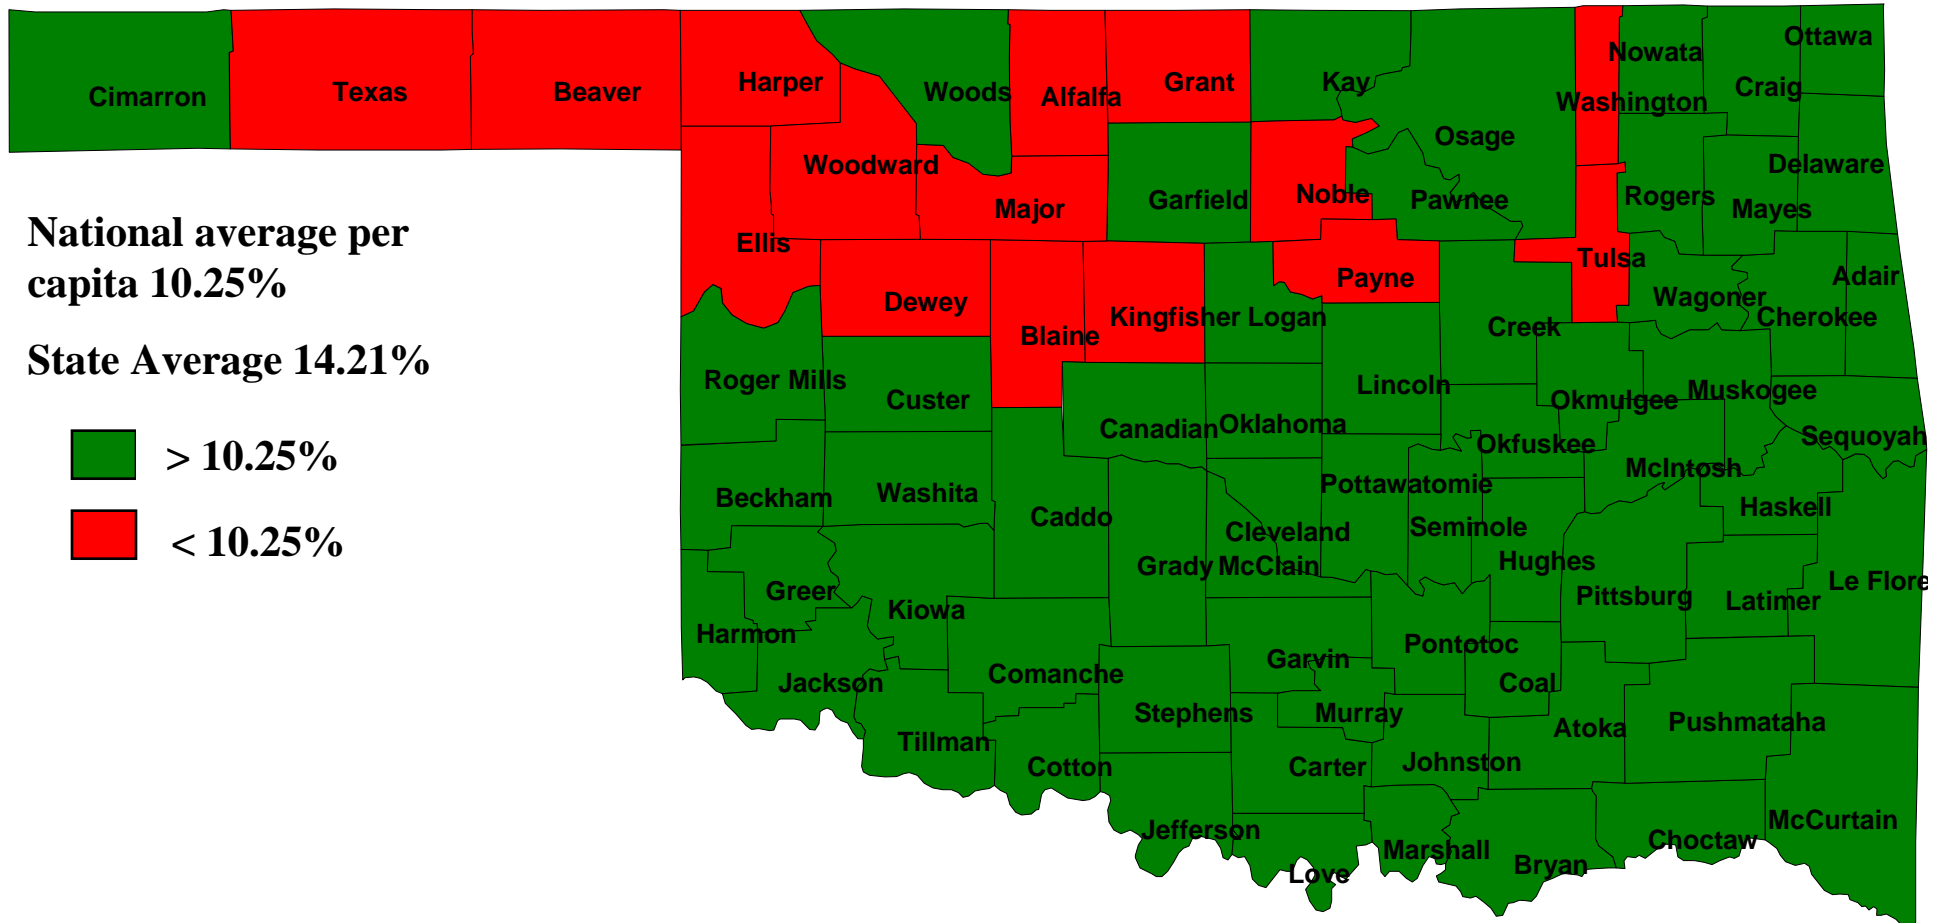 Ottawa
Nowata
Harper
Grant
Kay
Craig
Texas
Beaver
Woods
Cimarron
Alfalfa
Washington
Osage
Woodward
Delaware
Noble
Rogers
Garfield
Pawnee
Major
Mayes
National average per
capita 10.25%
Ellis
Tulsa
Payne
Adair
Dewey
Wagoner
Kingfisher
Logan
Cherokee
Creek
Blaine
State Average 14.21%
Roger Mills
Lincoln
Muskogee
Custer
Okmulgee
Canadian
Oklahoma
Sequoyah
Okfuskee
> 10.25%
McIntosh
Pottawatomie
Beckham
Washita
Haskell
Caddo
Seminole
Cleveland
< 10.25%
Hughes
Grady
McClain
Le Flore
Greer
Pittsburg
Latimer
Kiowa
Harmon
Pontotoc
Garvin
Comanche
Jackson
Coal
Stephens
Murray
Pushmataha
Atoka
Tillman
Johnston
Cotton
Carter
McCurtain
Jefferson
Choctaw
Marshall
Bryan
Love